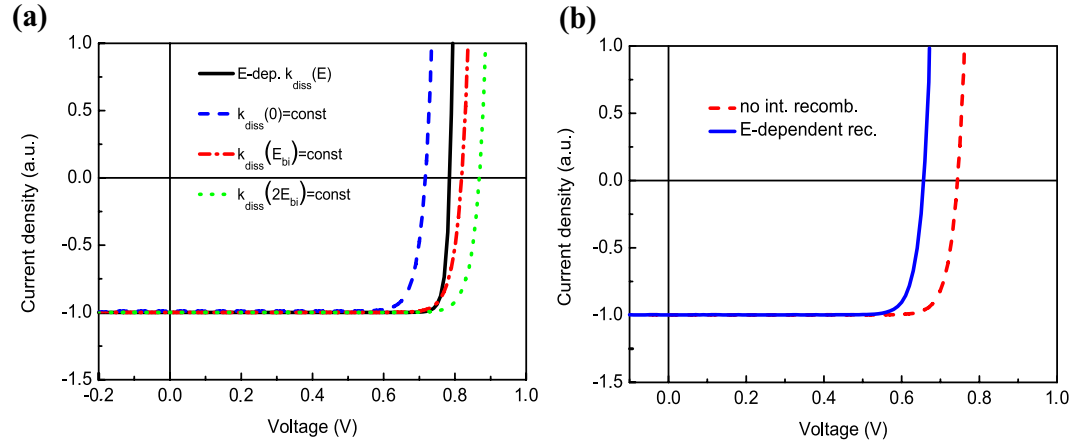 (a)
1.0
0.5
0.0
-0.5
-1.0
-1.5
Current density (a.u.)
E-dep. k_diss(E)
k_diss(0)=const
k_diss(E_bi)=const
k_diss(2E_bi)=const
-0.2 0.0 0.2 0.4 0.6 0.8 1.0
Voltage (V)
(b)
1.0
0.5
0.0
-0.5
-1.0
-1.5
Current density (a.u.)
no int. recomb.
E-dependent rec.
0.0 0.2 0.4 0.6 0.8 1.0
Voltage (V)